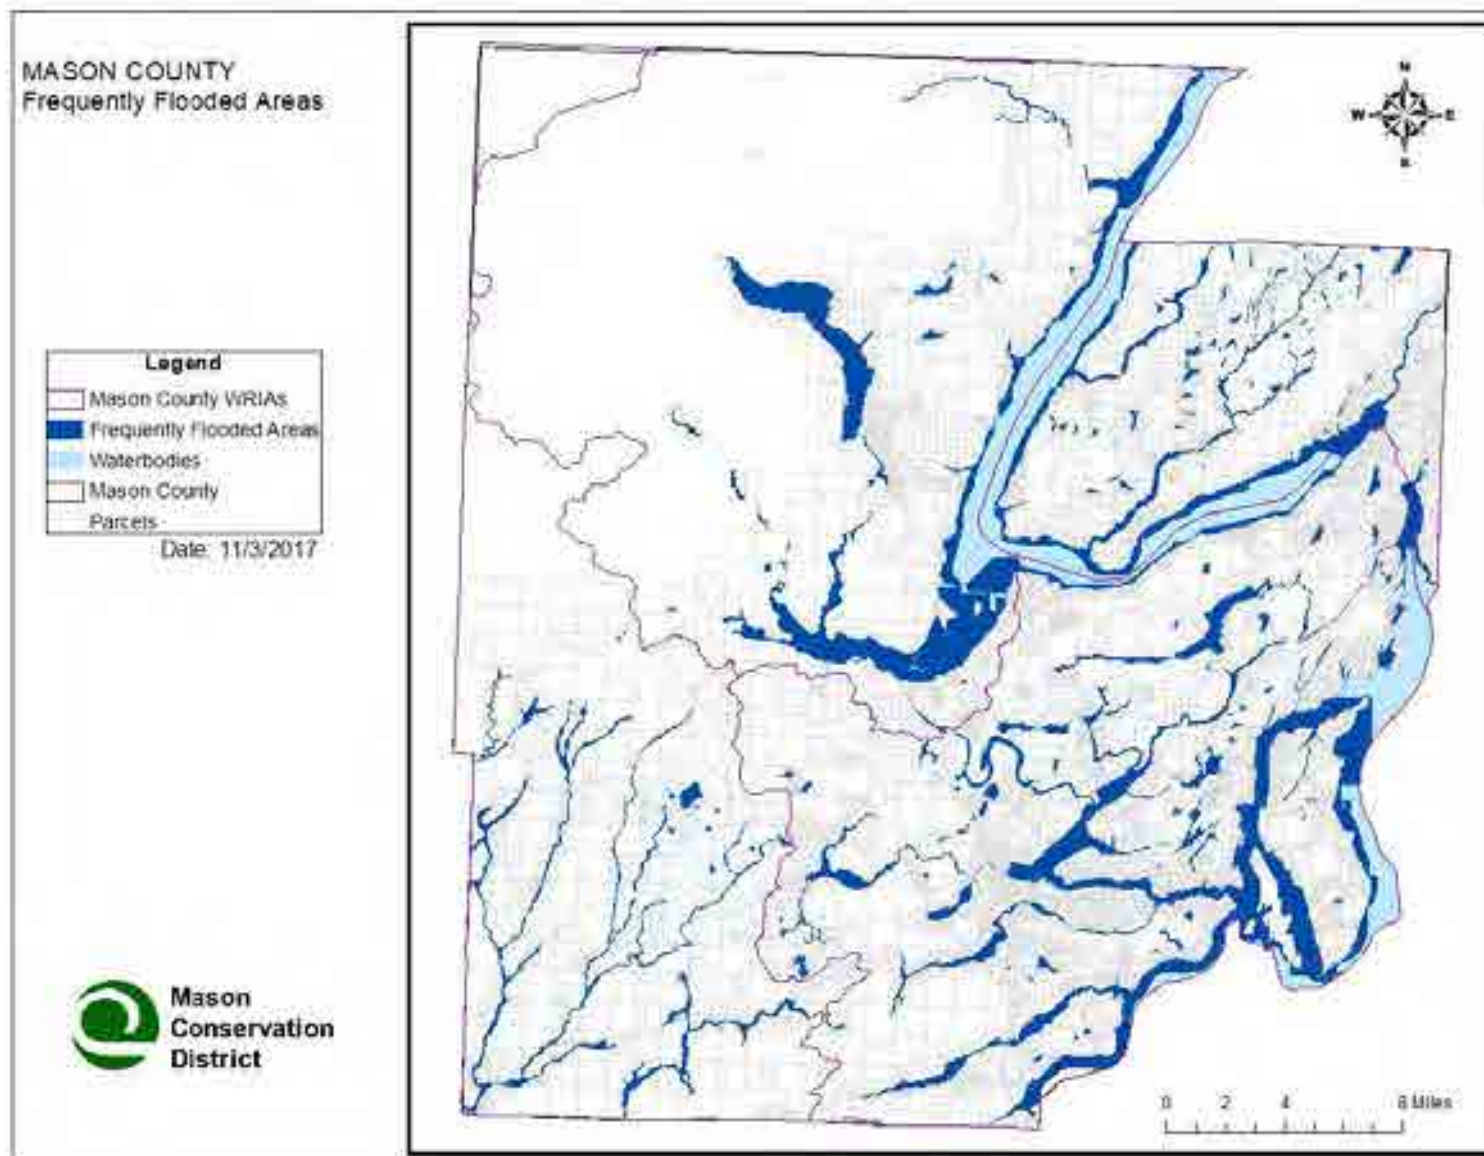 MASON COUNTY
Frequently Flooded Areas
Legend
Mason County WRIAs
Frequently Flooded Areas
Waterbodies
Mason County
Parcels
Date: 11/3/2017
Mason
Conservation
District
N
W E
S
0 2 4 8 Miles